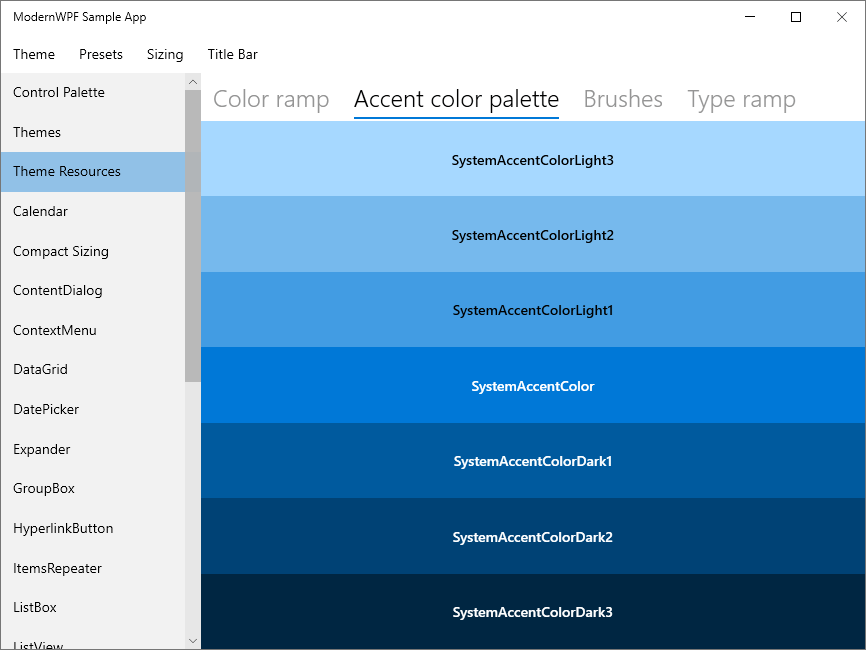 ModernWPF Sample App
Theme Presets Sizing Title Bar
Control Palette
Themes
Theme Resources
Calendar
Compact Sizing
ContentDialog
ContextMenu
DataGrid
DatePicker
Expander
GroupBox
HyperlinkButton
ItemsRepeater
ListBox
ListView
Color ramp Accent color palette Brushes Type ramp
SystemAccentColorLight3
SystemAccentColorLight2
SystemAccentColorLight1
SystemAccentColor
SystemAccentColorDark1
SystemAccentColorDark2
SystemAccentColorDark3